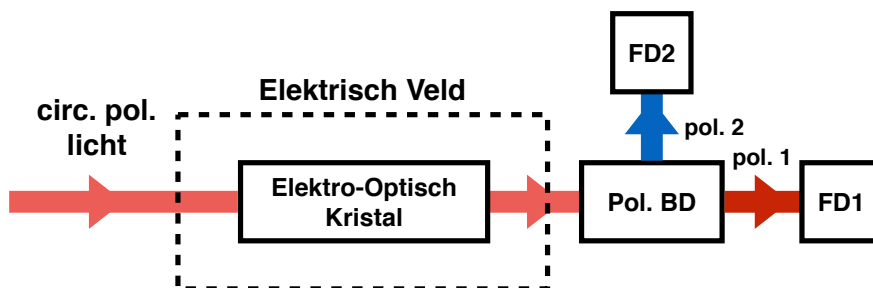 FD2
Elektrisch Veld
circ. pol.
licht
pol. 2
pol. 1
Elektro-Optisch
Kristal
Pol. BD
FD1